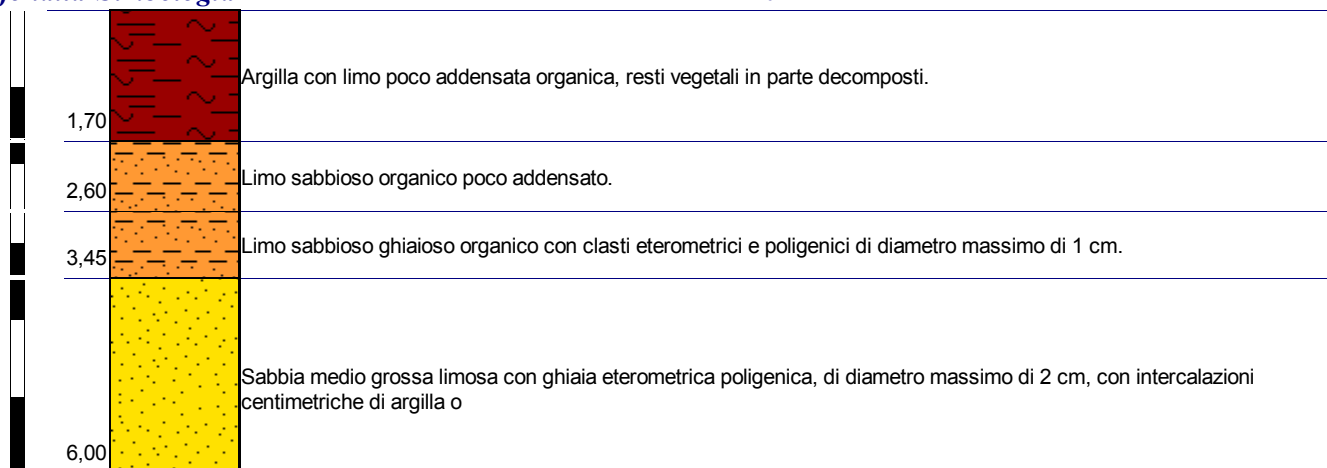 Argilla con limo poco addensata organica, resti vegetali in parte decomposti.
1,70
Limo sabbioso organico poco addensato.
2,60
Limo sabbioso ghiaioso organico con clasti eterometrici e poligenici di diametro massimo di 1 cm.
3,45
Sabbia medio grossa limosa con ghiaia eterometrica poligenica, di diametro massimo di 2 cm, con intercalazioni
centimetriche di argilla o
6,00